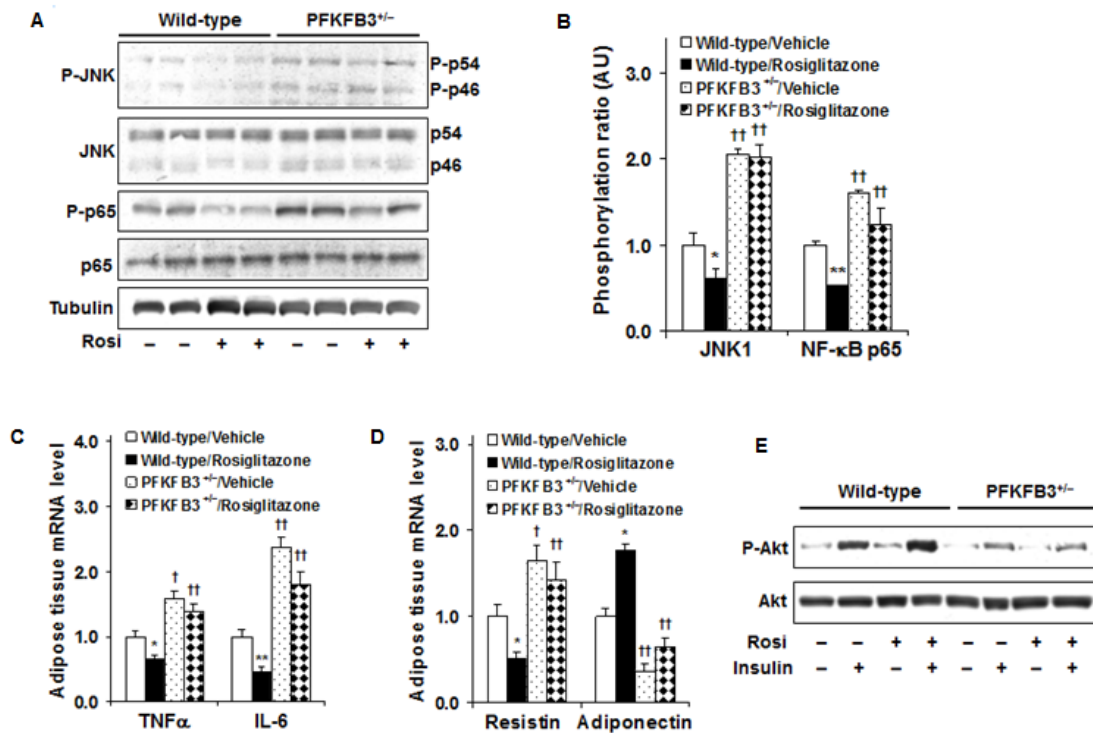 A
Wild-type PFKFB3+/−
P-JNK
P-p54
P-p46
JNK
p54
p46
P-p65
p65
Tubulin
Rosi − − + + − − + +
B
Phosphorylation ratio (AU)
Wild-type/Vehicle
Wild-type/Rosiglitazone
PFKFB3+/−/Vehicle
PFKFB3+/−/Rosiglitazone
3.0
2.0
1.0
0.0
* †† †† ** †† ††
JNK1 NF-κB p65
C
Adipose tissue mRNA level
Wild-type/Vehicle
Wild-type/Rosiglitazone
PFKFB3+/−/Vehicle
PFKFB3+/−/Rosiglitazone
4.0
3.0
2.0
1.0
0.0
* † †† ** †† ††
TNFα IL-6
D
Adipose tissue mRNA level
Wild-type/Vehicle
Wild-type/Rosiglitazone
PFKFB3+/−/Vehicle
PFKFB3+/−/Rosiglitazone
3.0
2.0
1.0
0.0
* † †† * †† ††
Resistin Adiponectin
E
Wild-type PFKFB3+/−
P-Akt
Akt
Rosi − − + + − − + +
Insulin − + − + − + − +